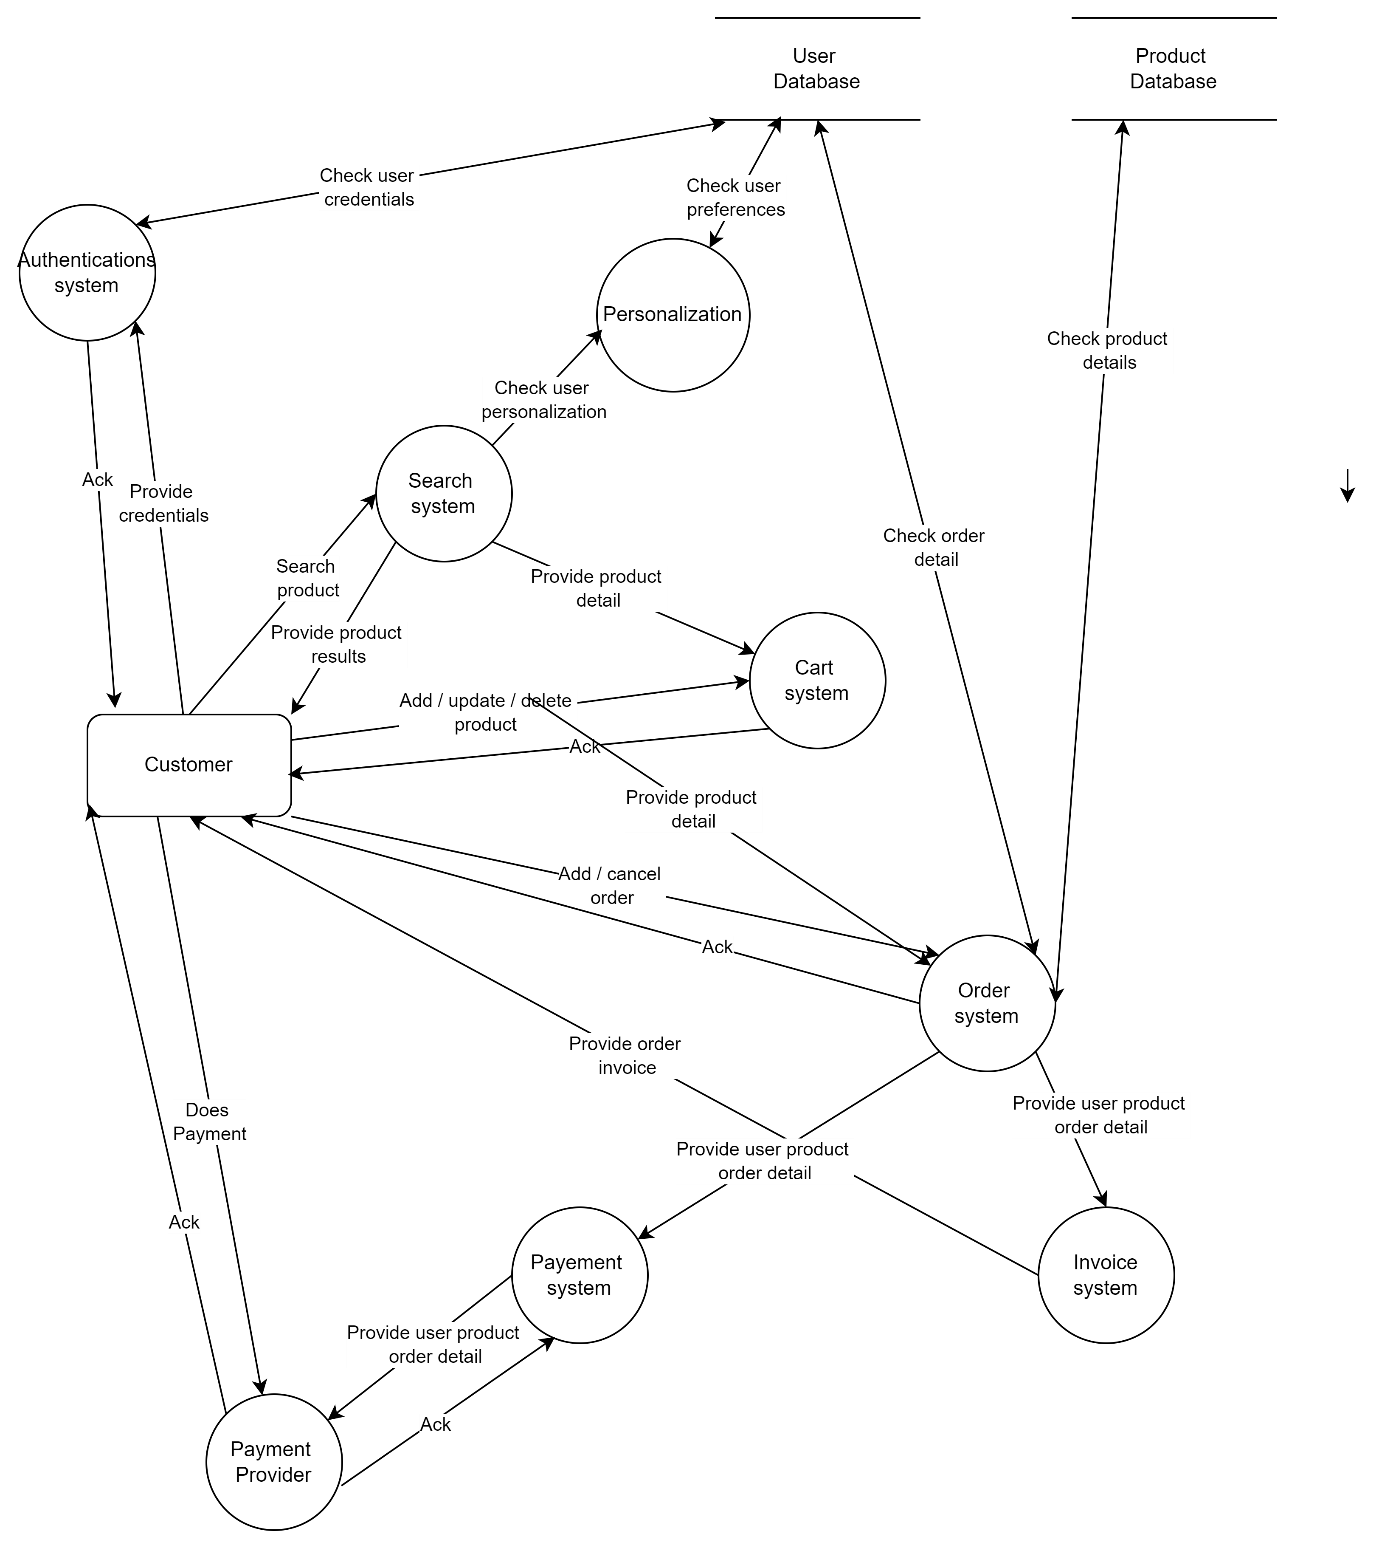 User
Database
Product
Database
Check user
credentials
Check user
preferences
Authentications
system
Personalization
Check product
details
Check user
personalization
Ack
Provide
credentials
Search
system
Check order
detail
Search
product
Provide product
detail
Provide product
results
Cart
system
Add / update / delete
product
Ack
Customer
Provide product
detail
Add / cancel
order
Ack
Order
system
Provide order
invoice
Does
Payment
Provide user product
order detail
Provide user product
order detail
Ack
Payement
system
Invoice
system
Provide user product
order detail
Ack
Payment
Provider